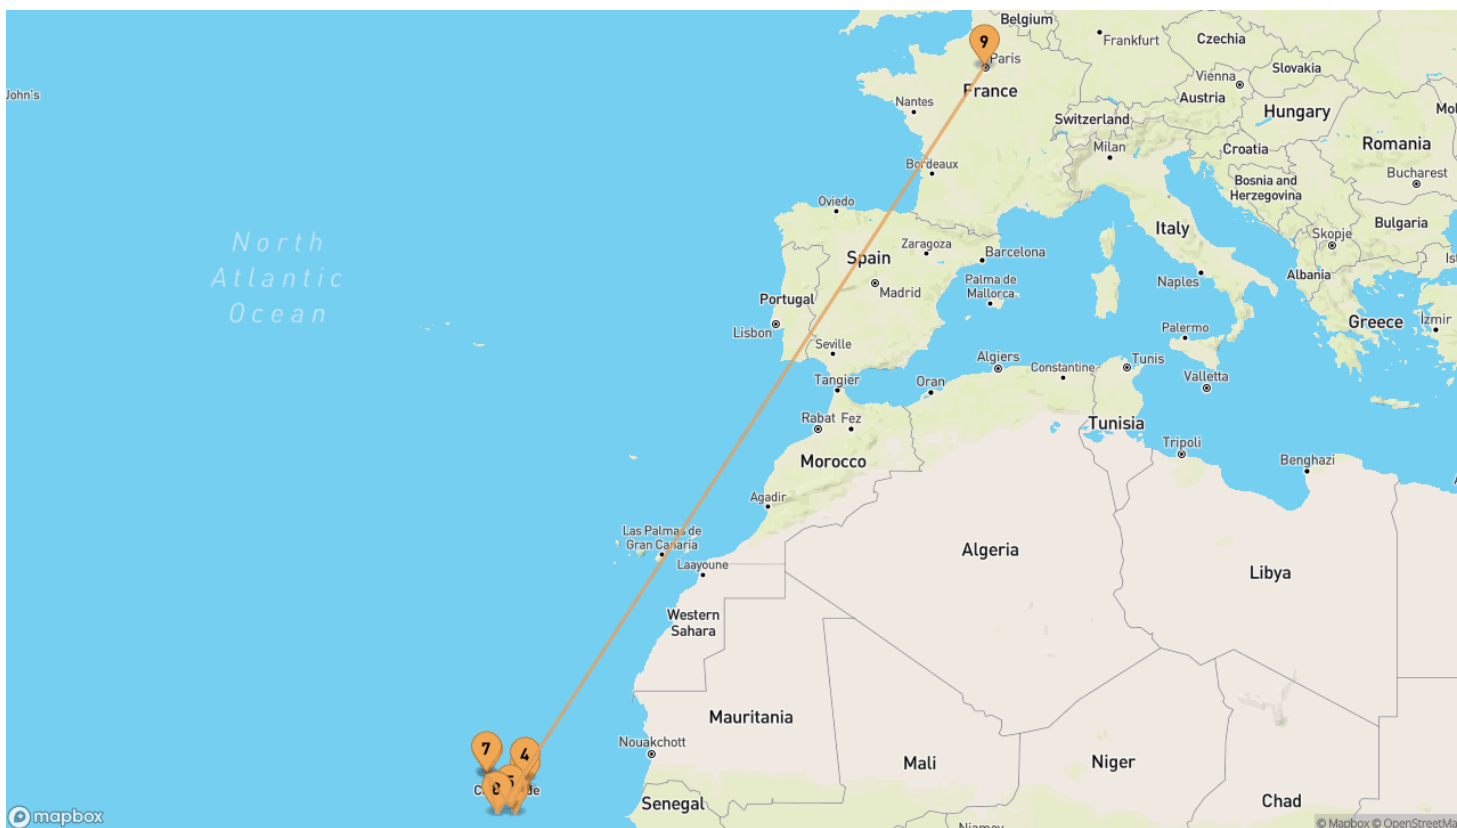 Belgium
9
Frankfurt
Czechia
Paris
John's
France
Slovakia
Vienna
Nantes
Austria
Hungary
Switzerland
Milan
Croatia
Romania
Bordeaux
Bosnia and
Herzegovina
Bucharest
Oviedo
Italy
Bulgaria
Skopje
North
Atlantic
Ocean
Zaragoza
Barcelona
Spain
Albania
Naples
Palma de
Mallorca
Madrid
Portugal
Lisbon
Greece
Izmir
Palermo
Seville
Algiers
Constantine
Tunis
Valletta
Tangier
Oran
Rabat
Fez
Tunisia
Tripoli
Morocco
Benghazi
Agadir
Las Palmas de
Gran Canaria
Algeria
Laayoune
Libya
Western
Sahara
Mauritania
Nouakchott
7
4
Mali
Niger
5
Senegal
Chad
mapbox
© Mapbox © OpenStreetMa